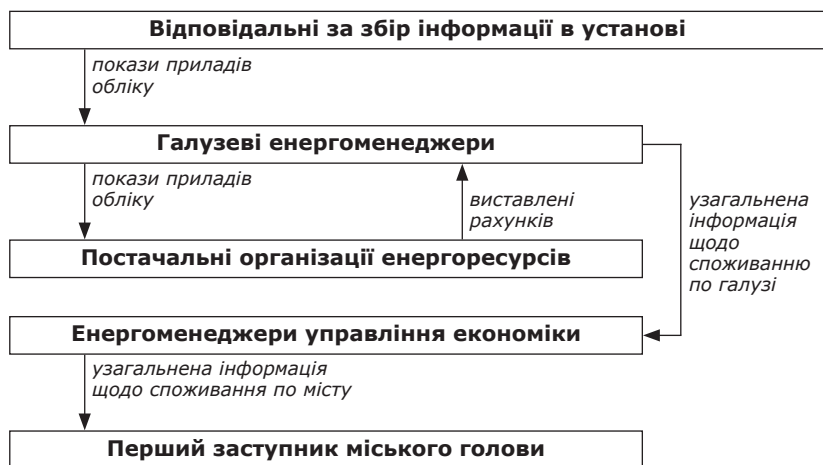 Відповідальні за збір інформації в установі
покази приладів
обліку
Галузеві енергоменеджери
покази приладів
обліку
виставлені
рахунків
узагальнена
інформація
щодо
споживанню
по галузі
Постачальні організації енергоресурсів
Енергоменеджери управління економіки
узагальнена інформація
щодо споживання по місту
Перший заступник міського голови